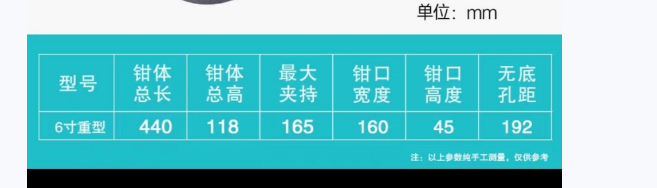 单位：mm
型号 钳体总长 钳体总高 最大夹持 钳口宽度 钳口高度 无底孔距
6寸重型 440 118 165 160 45 192
注：以上参数纯手工测量，仅供参考